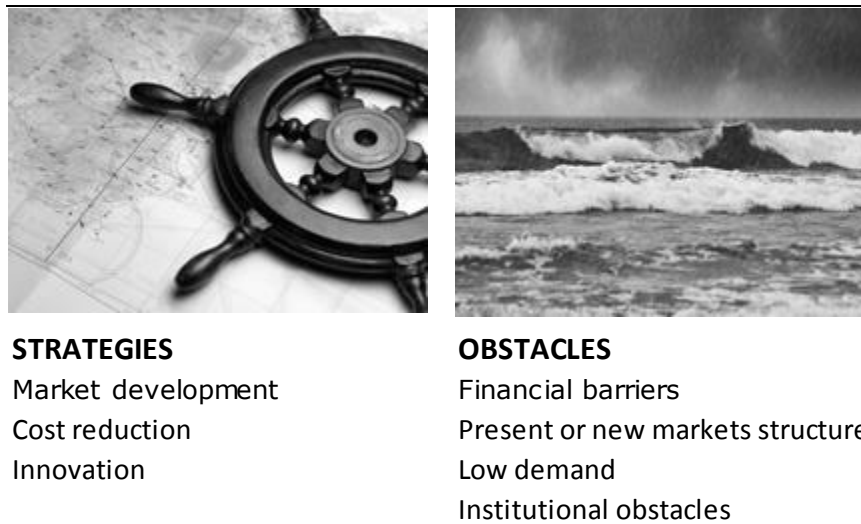 STRATEGIES
Market development
Cost reduction
Innovation
OBSTACLES
Financial barriers
Present or new markets structure
Low demand
Institutional obstacles